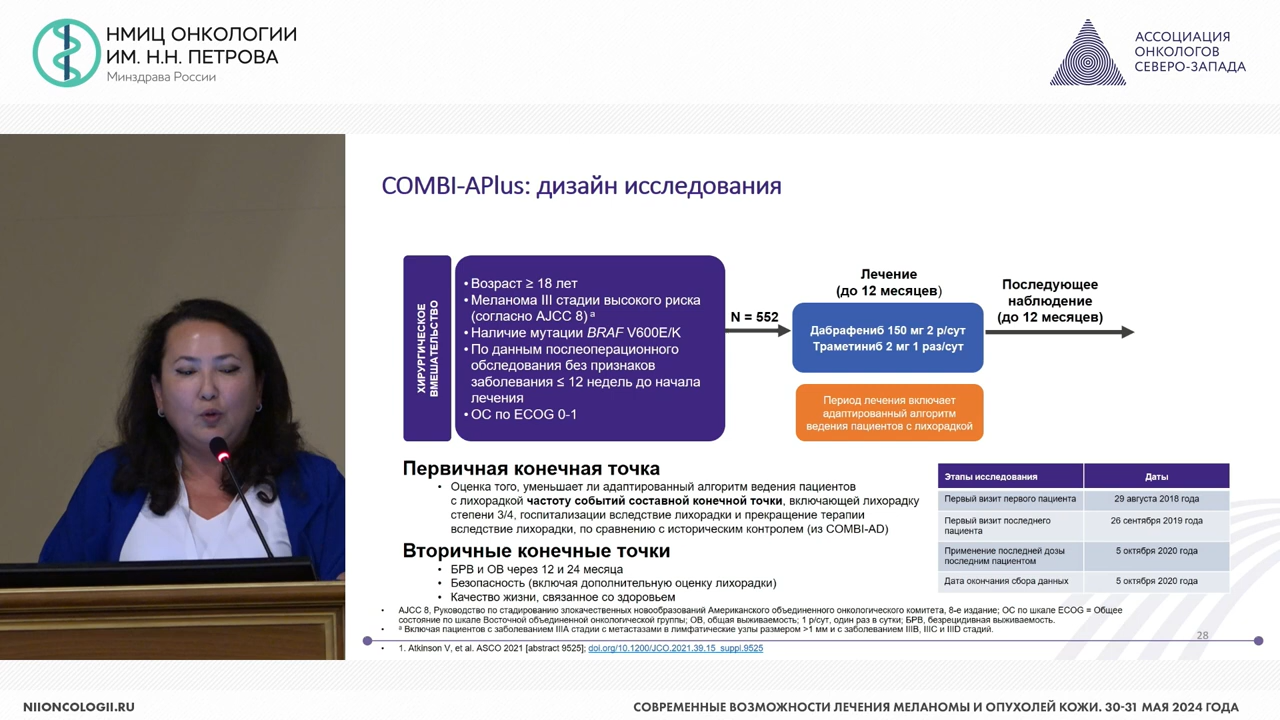 НМИЦ ОНКОЛОГИИ
ИМ. Н.Н. ПЕТРОВА
Минздрава России
АССОЦИАЦИЯ
ОНКОЛОГОВ
СЕВЕРО-ЗАПАДА
COMBI-APlus: дизайн исследования
ХИРУРГИЧЕСКОЕ
ВМЕШАТЕЛЬСТВО
• Возраст ≥ 18 лет
• Меланома III стадии высокого риска
(согласно AJCC 8) a
• Наличие мутации BRAF V600E/K
• По данным послеоперационного
обследования без признаков
заболевания ≤ 12 недель до начала
лечения
• ОС по ECOG 0-1
N = 552
Лечение
(до 12 месяцев)
Дабрафениб 150 мг 2 р/сут
Траметиниб 2 мг 1 раз/сут
Период лечения включает
адаптированный алгоритм
ведения пациентов с лихорадкой
Последующее
наблюдение
(до 12 месяцев)
Первичная конечная точка
• Оценка того, уменьшает ли адаптированный алгоритм ведения пациентов
с лихорадкой частоту событий составной конечной точки, включающей лихорадку
степени 3/4, госпитализации вследствие лихорадки и прекращение терапии
вследствие лихорадки, по сравнению с историческим контролем (из COMBI-AD)
Вторичные конечные точки
• БРВ и ОВ через 12 и 24 месяца
• Безопасность (включая дополнительную оценку лихорадки)
• Качество жизни, связанное со здоровьем
Этапы исследования Даты
Первый визит первого пациента 29 августа 2018 года
Первый визит последнего
пациента 26 сентября 2019 года
Применение последней дозы
последним пациентом 5 октября 2020 года
Дата окончания сбора данных 5 октября 2020 года
• AJCC 8, Руководство по стадированию злокачественных новообразований Американского объединенного онкологического комитета, 8-е издание; ОС по шкале ECOG = Общее
состояние по шкале Восточной объединенной онкологической группы; ОВ, общая выживаемость; 1 р/сут, один раз в сутки; БРВ, безрецидивная выживаемость.
• a Включая пациентов с заболеванием IIIA стадии с метастазами в лимфатические узлы размером >1 мм и с заболеванием IIIB, IIIC и IIID стадий.
28
• 1. Atkinson V, et al. ASCO 2021 [abstract 9525]; doi.org/10.1200/JCO.2021.39.15_suppl.9525
NIIONCOLOGII.RU
СОВРЕМЕННЫЕ ВОЗМОЖНОСТИ ЛЕЧЕНИЯ МЕЛАНОМЫ И ОПУХОЛЕЙ КОЖИ. 30-31 МАЯ 2024 ГОДА